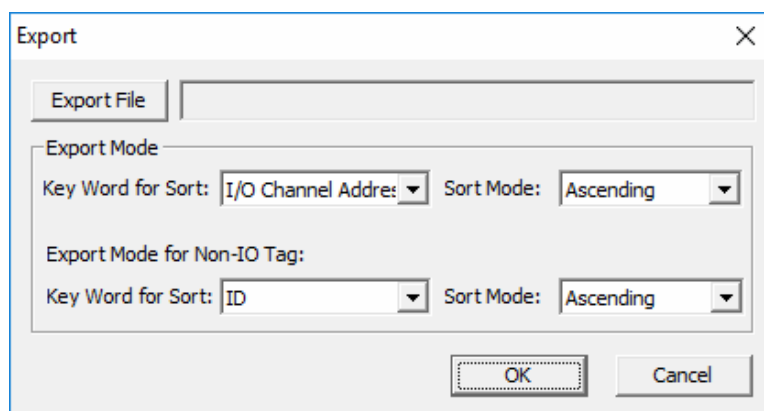 Export
Export File
Export Mode
Key Word for Sort: I/O Channel Addres Sort Mode: Ascending
Export Mode for Non-IO Tag:
Key Word for Sort: ID Sort Mode: Ascending
OK Cancel